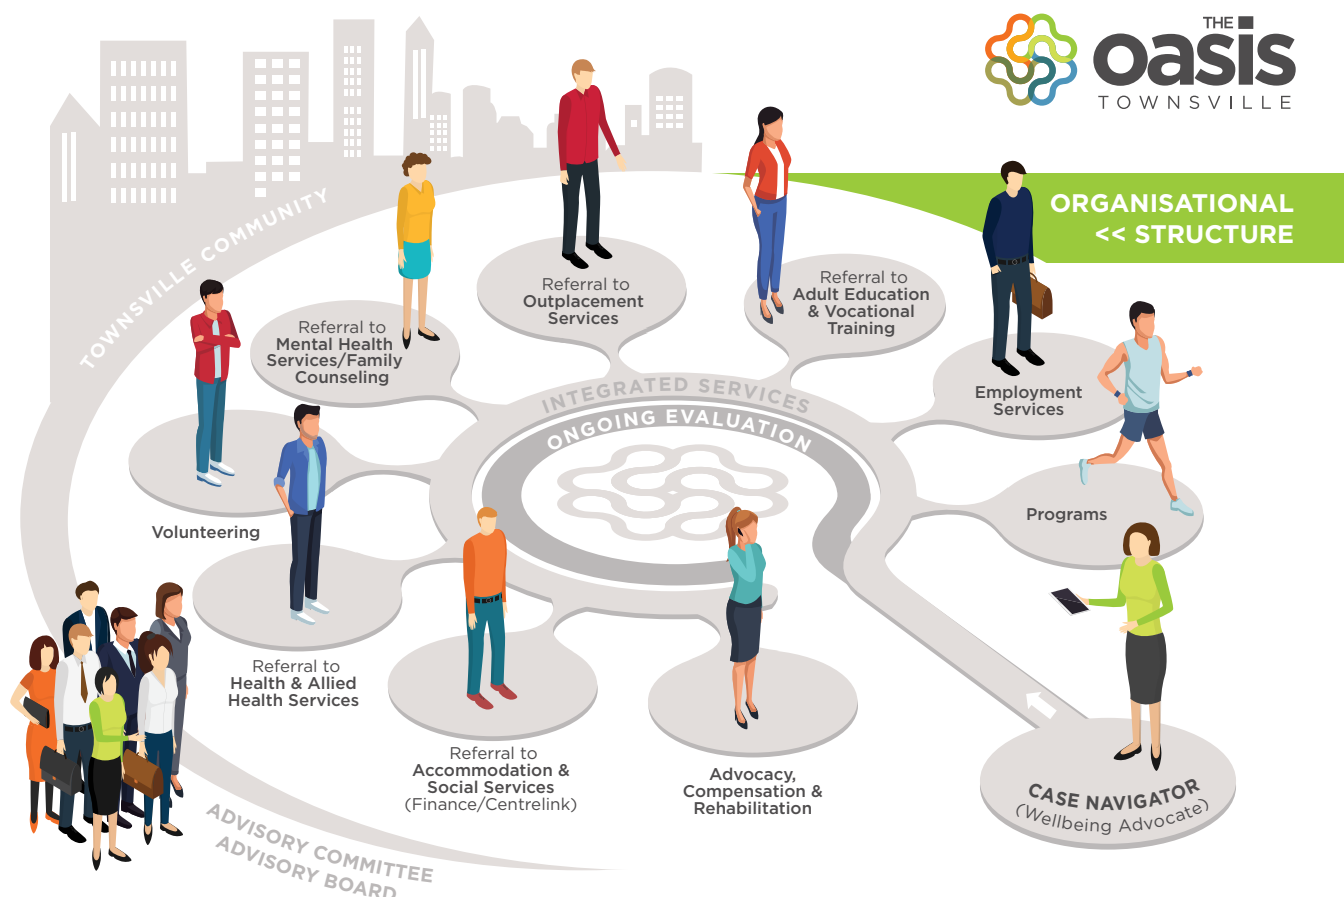 THE
oasis
TOWNSVILLE
ORGANISATIONAL
<< STRUCTURE
TOWNSVILLE COMMUNITY
Referral to
Outplacement
Services
Referral to
Adult Education
& Vocational
Training
Referral to
Mental Health
Services/Family
Counseling
Employment
Services
INTEGRATED SERVICES
ONGOING EVALUATION
Volunteering
Programs
Referral to
Health & Allied
Health Services
Referral to
Accommodation &
Social Services
(Finance/Centrelink)
Advocacy,
Compensation &
Rehabilitation
CASE NAVIGATOR
(Wellbeing Advocate)
ADVISORY COMMITTEE
ADVISORY BOARD